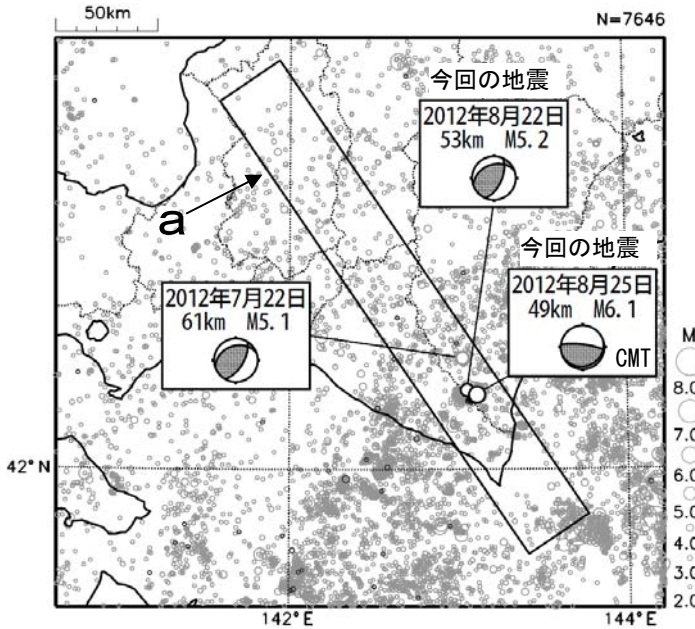 50km
N=7646
今回の地震
2012年8月22日
53km M5.2
a
今回の地震
2012年8月25日
49km M6.1
CMT
2012年7月22日
61km M5.1
M
8.0
7.0
6.0
5.0
4.0
3.0
2.0
42°N
142°E
144°E